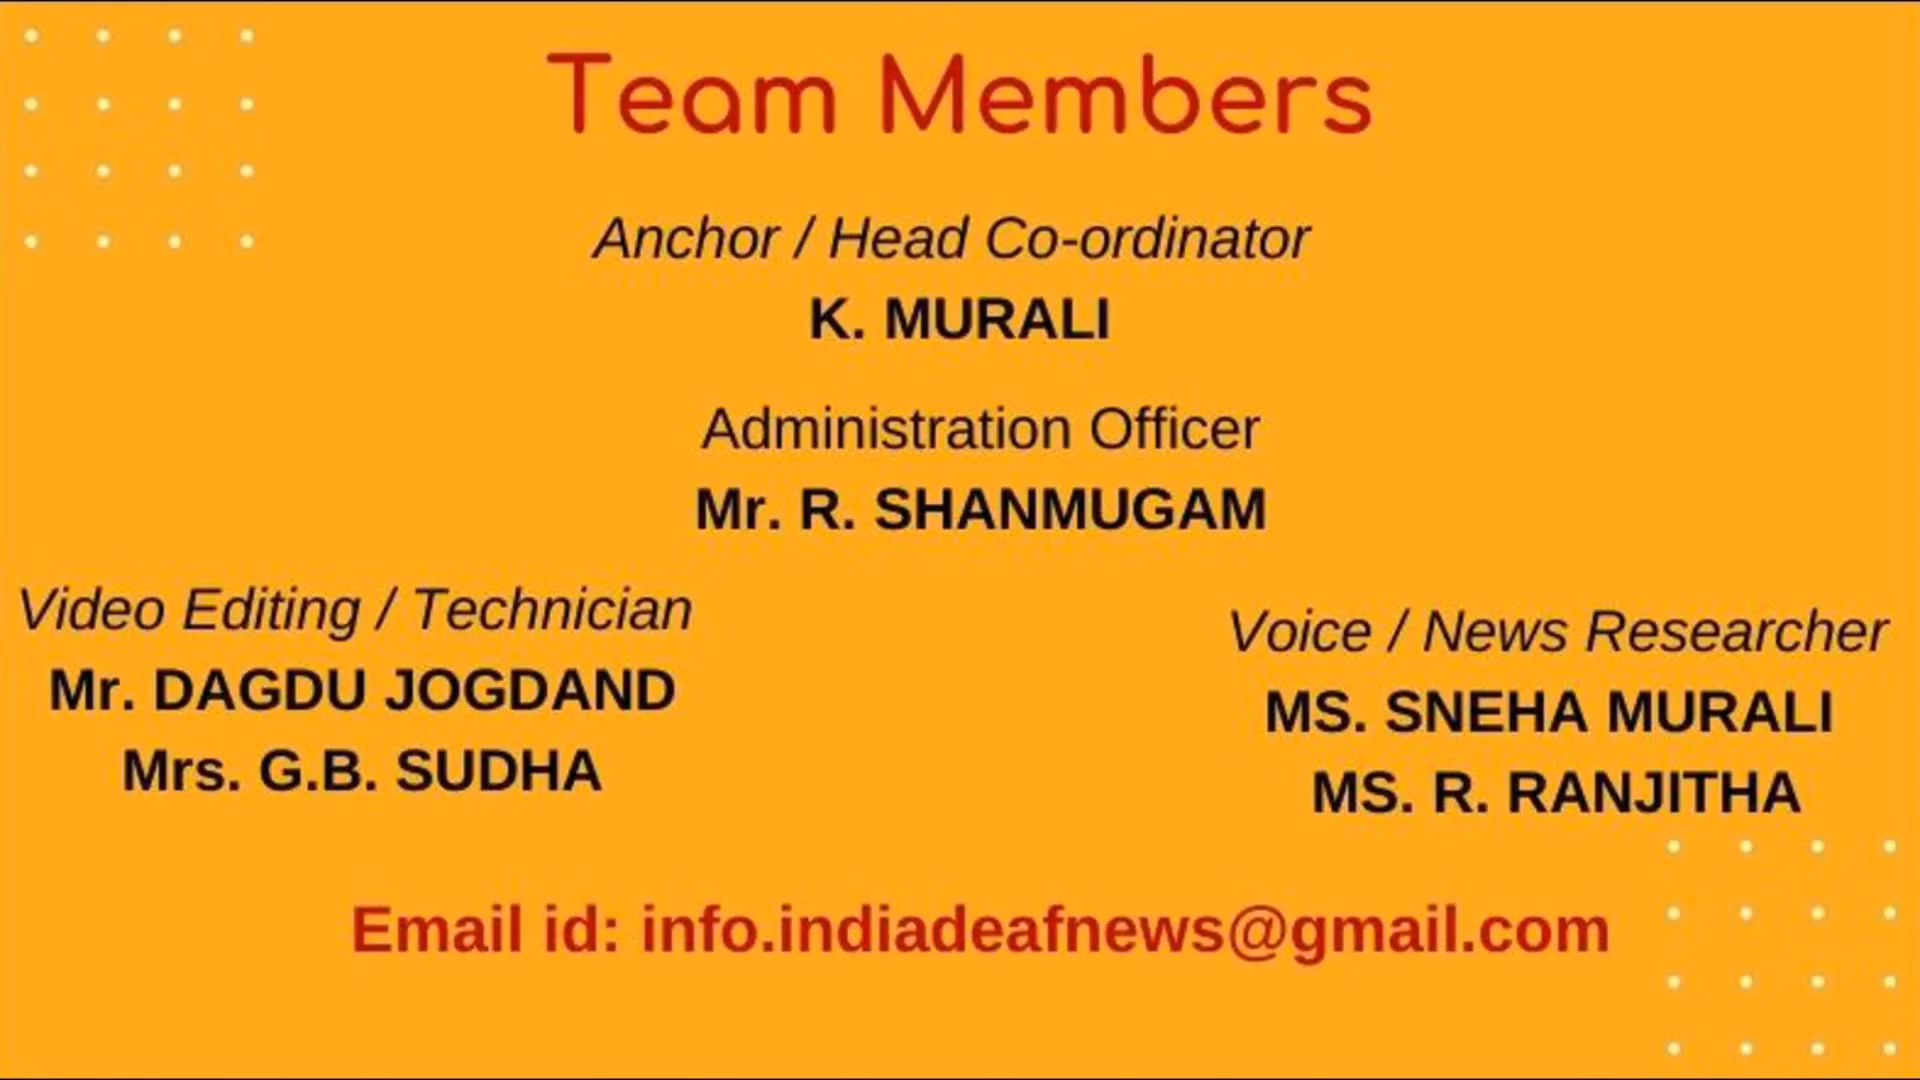 Team Members
Anchor / Head Co-ordinator
K. MURALI
Administration Officer
Mr. R. SHANMUGAM
Video Editing / Technician
Mr. DAGDU JOGDAND
Mrs. G.B. SUDHA
Voice / News Researcher
MS. SNEHA MURALI
MS. R. RANJITHA
Email id: info.indiadeafnews@gmail.com